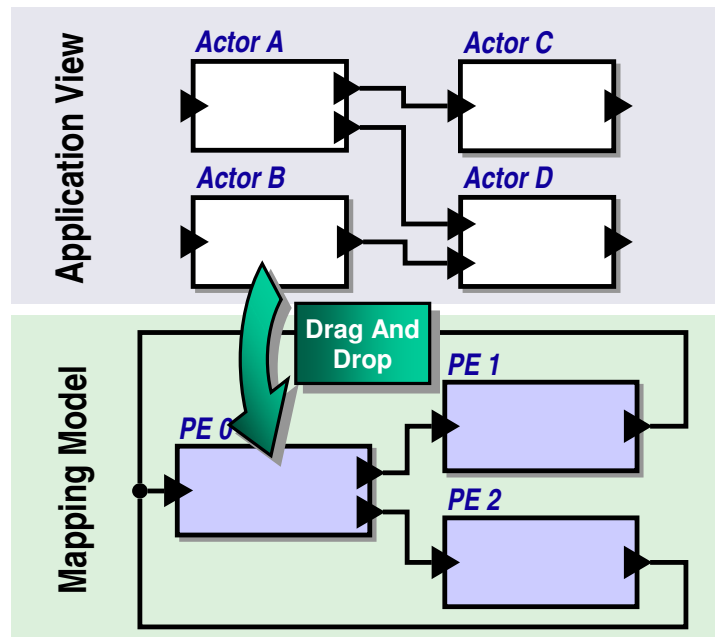 Application View
Actor A
Actor C
Actor B
Actor D
Drag And
Drop
Mapping Model
PE 0
PE 1
PE 2